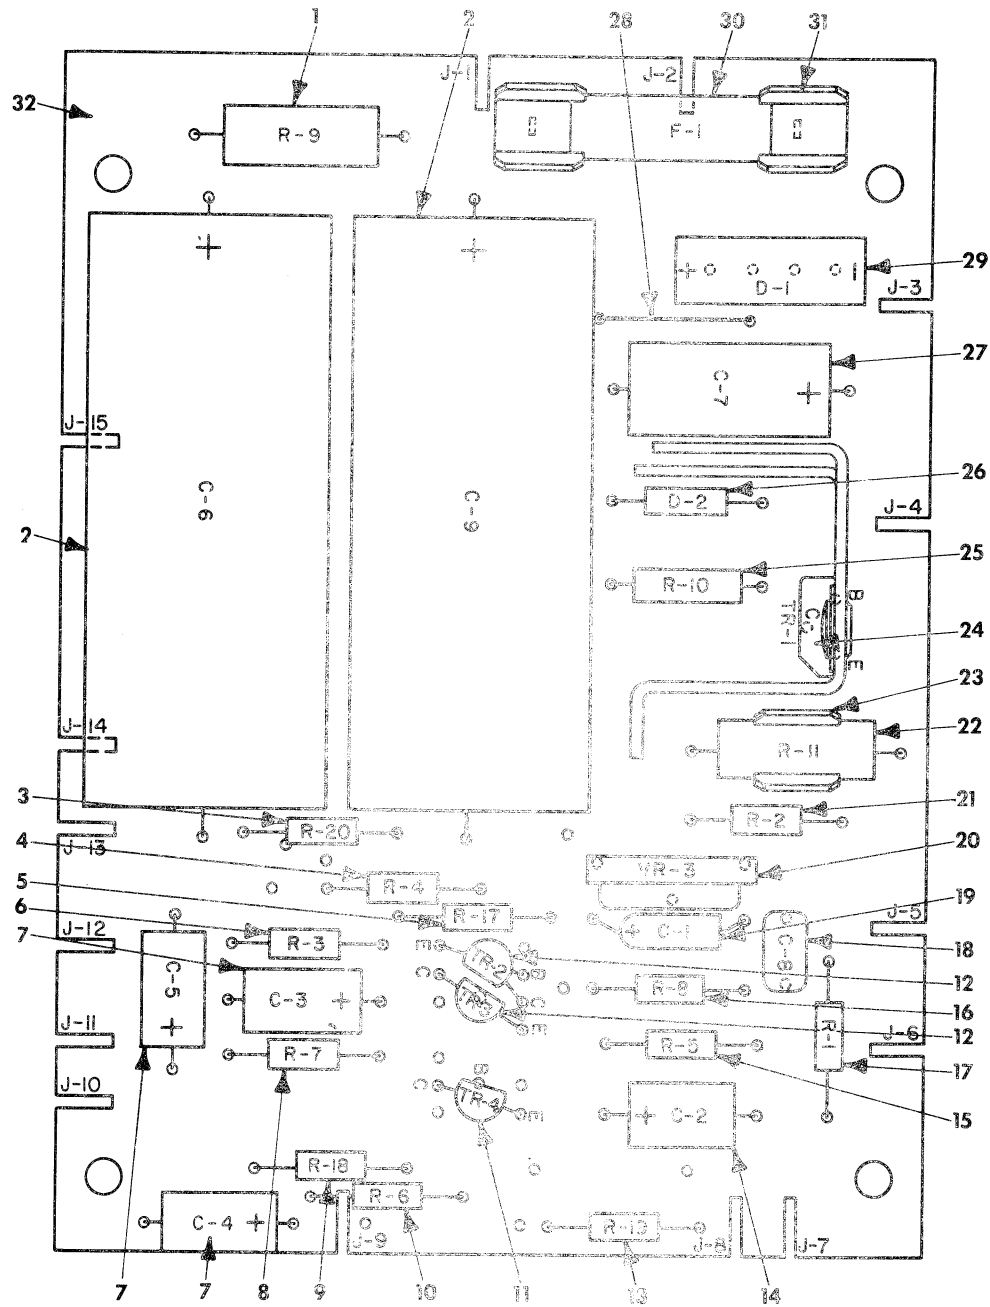 1
2
28
30
31
J-1
J-2
32
R-9
F-1
+
+
+ D-1 –
29
J-3
27
C-7
+
J-15
26
C-6
C-9
D-2
J-4
2
25
R-10
B
C
TR-1
24
E
23
J-14
22
R-11
3
21
R-20
R-2
4
J-13
20
VR-3
R-4
5
19
R-17
C-1
+
6
J-5
J-12
18
R-3
E
TR-2
C-8
7
12
C-5
C-3
+
C
B
R-8
16
C
E
J-11
J-6
12
R-1
R-7
R-5
17
J-10
B
C
TR-4
E
15
+ C-2
R-18
R-6
C-4
+
R-13
J-9
J-8
J-7
7
7
8
9
10
11
13
14